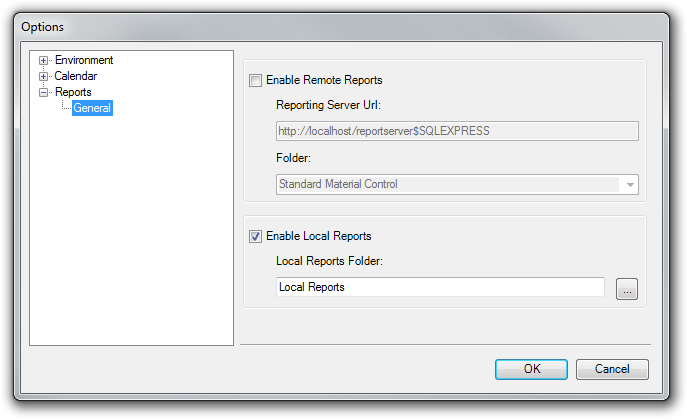 Options
Environment
Calendar
Reports
General
Enable Remote Reports
Reporting Server Url:
http://localhost/reportserver$SQLEXPRESS
Folder:
Standard Material Control
Enable Local Reports
Local Reports Folder:
Local Reports
...
OK
Cancel